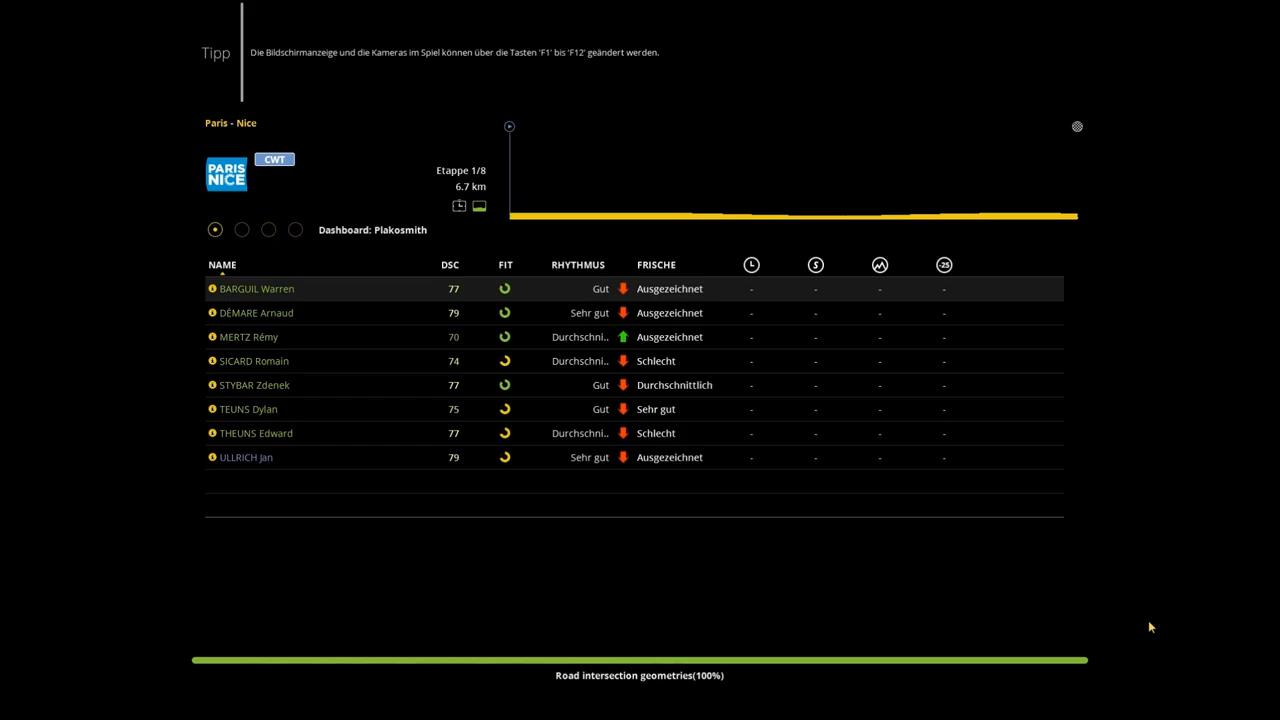 Tipp
Die Bildschirmanzeige und die Kameras im Spiel können über die Tasten 'F1' bis 'F12' geändert werden.
Paris - Nice
PARIS
NICE
CWT
Etappe 1/8
6.7 km
Dashboard: Plakosmith
NAME DSC FIT RHYTHMUS FRISCHE S -25
BARGUIL Warren 77 Gut Ausgezeichnet - - - -
DÉMARE Arnaud 79 Sehr gut Ausgezeichnet - - - -
MERTZ Rémy 70 Durchschni.. Ausgezeichnet - - - -
SICARD Romain 74 Durchschni.. Schlecht - - - -
STYBAR Zdenek 77 Gut Durchschnittlich - - - -
TEUNS Dylan 75 Gut Sehr gut - - - -
THEUNS Edward 77 Durchschni.. Schlecht - - - -
ULLRICH Jan 79 Sehr gut Ausgezeichnet - - - -
Road intersection geometries(100%)